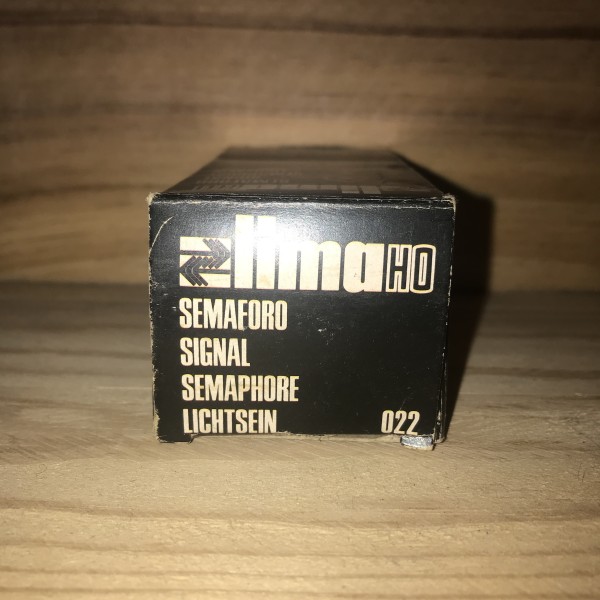 lima HO
SEMAFORO
SIGNAL
SEMAPHORE
LICHTSEIN 022